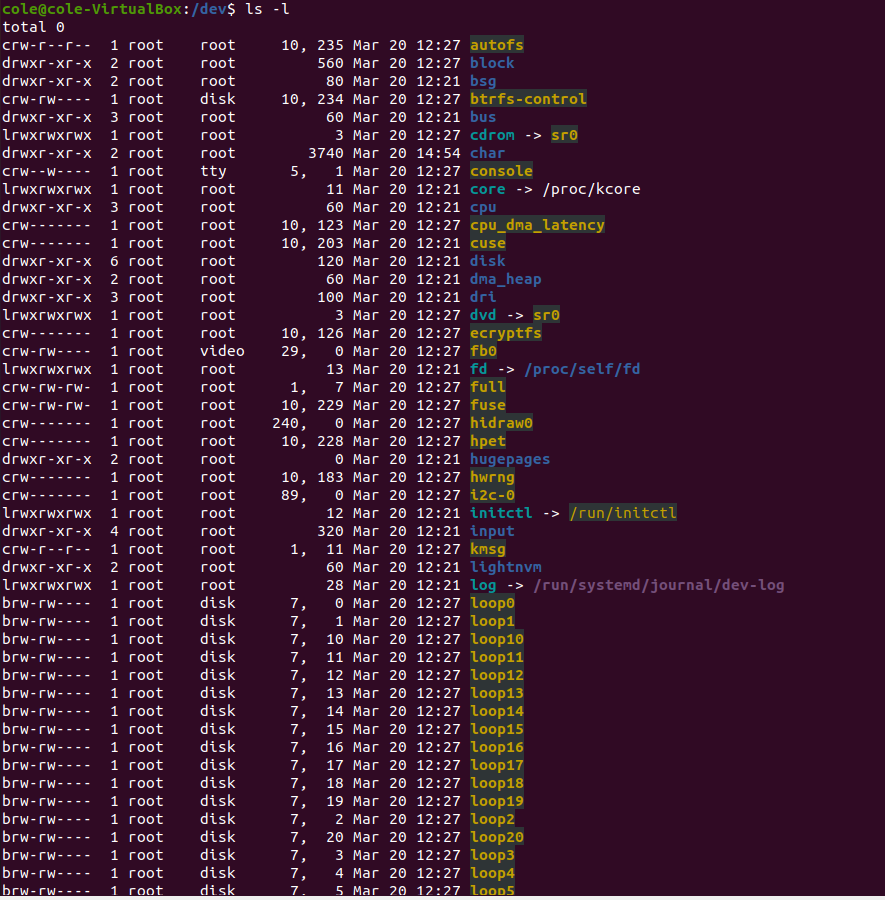 cole@cole-VirtualBox:/dev$ ls -l
total 0
crw-r--r--  1 root    root     10, 235 Mar 20 12:27 autofs
drwxr-xr-x  2 root    root         560 Mar 20 12:27 block
drwxr-xr-x  2 root    root          80 Mar 20 12:21 bsg
crw-rw----  1 root    disk     10, 234 Mar 20 12:27 btrfs-control
drwxr-xr-x  3 root    root          60 Mar 20 12:21 bus
lrwxrwxrwx  1 root    root           3 Mar 20 12:27 cdrom -> sr0
drwxr-xr-x  2 root    root        3740 Mar 20 14:54 char
crw--w----  1 root    tty       5,   1 Mar 20 12:27 console
lrwxrwxrwx  1 root    root          11 Mar 20 12:21 core -> /proc/kcore
drwxr-xr-x  3 root    root          60 Mar 20 12:21 cpu
crw-------  1 root    root     10, 123 Mar 20 12:27 cpu_dma_latency
crw-------  1 root    root     10, 203 Mar 20 12:21 cuse
drwxr-xr-x  6 root    root         120 Mar 20 12:21 disk
drwxr-xr-x  2 root    root          60 Mar 20 12:21 dma_heap
drwxr-xr-x  3 root    root         100 Mar 20 12:21 dri
lrwxrwxrwx  1 root    root           3 Mar 20 12:27 dvd -> sr0
crw-------  1 root    root     10, 126 Mar 20 12:27 ecryptfs
crw-rw----  1 root    video    29,   0 Mar 20 12:27 fb0
lrwxrwxrwx  1 root    root          13 Mar 20 12:21 fd -> /proc/self/fd
crw-rw-rw-  1 root    root      1,   7 Mar 20 12:27 full
crw-rw-rw-  1 root    root     10, 229 Mar 20 12:27 fuse
crw-------  1 root    root    240,   0 Mar 20 12:27 hidraw0
crw-------  1 root    root     10, 228 Mar 20 12:27 hpet
drwxr-xr-x  2 root    root           0 Mar 20 12:21 hugepages
crw-------  1 root    root     10, 183 Mar 20 12:27 hwrng
crw-------  1 root    root     89,   0 Mar 20 12:27 i2c-0
lrwxrwxrwx  1 root    root          12 Mar 20 12:21 initctl -> /run/initctl
drwxr-xr-x  4 root    root         320 Mar 20 12:21 input
crw-r--r--  1 root    root      1,  11 Mar 20 12:27 kmsg
drwxr-xr-x  2 root    root          60 Mar 20 12:21 lightnvm
lrwxrwxrwx  1 root    root          28 Mar 20 12:21 log -> /run/systemd/journal/dev-log
brw-rw----  1 root    disk      7,   0 Mar 20 12:27 loop0
brw-rw----  1 root    disk      7,   1 Mar 20 12:27 loop1
brw-rw----  1 root    disk      7,  10 Mar 20 12:27 loop10
brw-rw----  1 root    disk      7,  11 Mar 20 12:27 loop11
brw-rw----  1 root    disk      7,  12 Mar 20 12:27 loop12
brw-rw----  1 root    disk      7,  13 Mar 20 12:27 loop13
brw-rw----  1 root    disk      7,  14 Mar 20 12:27 loop14
brw-rw----  1 root    disk      7,  15 Mar 20 12:27 loop15
brw-rw----  1 root    disk      7,  16 Mar 20 12:27 loop16
brw-rw----  1 root    disk      7,  17 Mar 20 12:27 loop17
brw-rw----  1 root    disk      7,  18 Mar 20 12:27 loop18
brw-rw----  1 root    disk      7,  19 Mar 20 12:27 loop19
brw-rw----  1 root    disk      7,   2 Mar 20 12:27 loop2
brw-rw----  1 root    disk      7,  20 Mar 20 12:27 loop20
brw-rw----  1 root    disk      7,   3 Mar 20 12:27 loop3
brw-rw----  1 root    disk      7,   4 Mar 20 12:27 loop4
brw-rw----  1 root    disk      7,   5 Mar 20 12:27 loop5